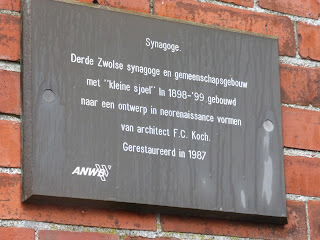 Synagoge.
Derde Zwolse synagoge en gemeenschapsgebouw
met "kleine sjoel" In 1898-'99 gebouwd
naar een ontwerp in neorenaissance vormen
van architect F.C. Koch.
Gerestaureerd in 1987
ANWB